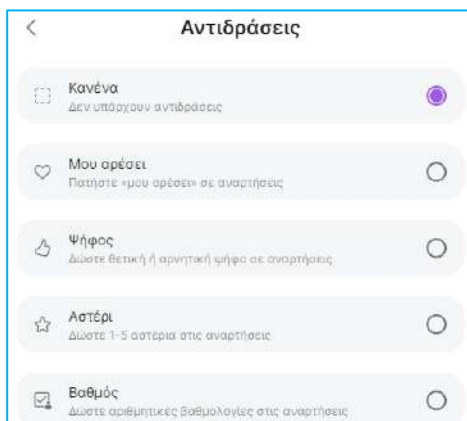 Αντιδράσεις
Κανένα
Δεν υπάρχουν αντιδράσεις
Μου αρέσει
Πατήστε «μου αρέσει» σε αναρτήσεις
Ψήφος
Δώστε θετική ή αρνητική ψήφο σε αναρτήσεις
Αστέρι
Δώστε 1-5 αστέρια στις αναρτήσεις
Βαθμός
Δώστε αριθμητικές βαθμολογίες στις αναρτήσεις